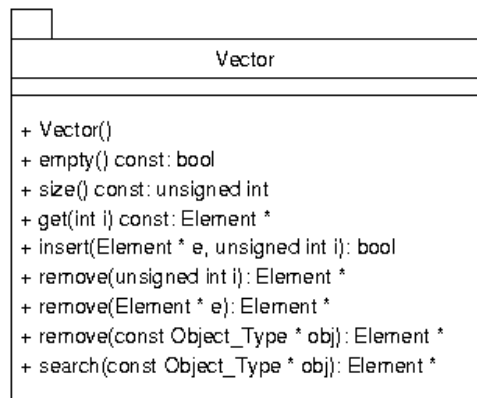 Vector
+ Vector()
+ empty() const: bool
+ size() const: unsigned int
+ get(int i) const: Element *
+ insert(Element * e, unsigned int i): bool
+ remove(unsigned int i): Element *
+ remove(Element * e): Element *
+ remove(const Object_Type * obj): Element *
+ search(const Object_Type * obj): Element *